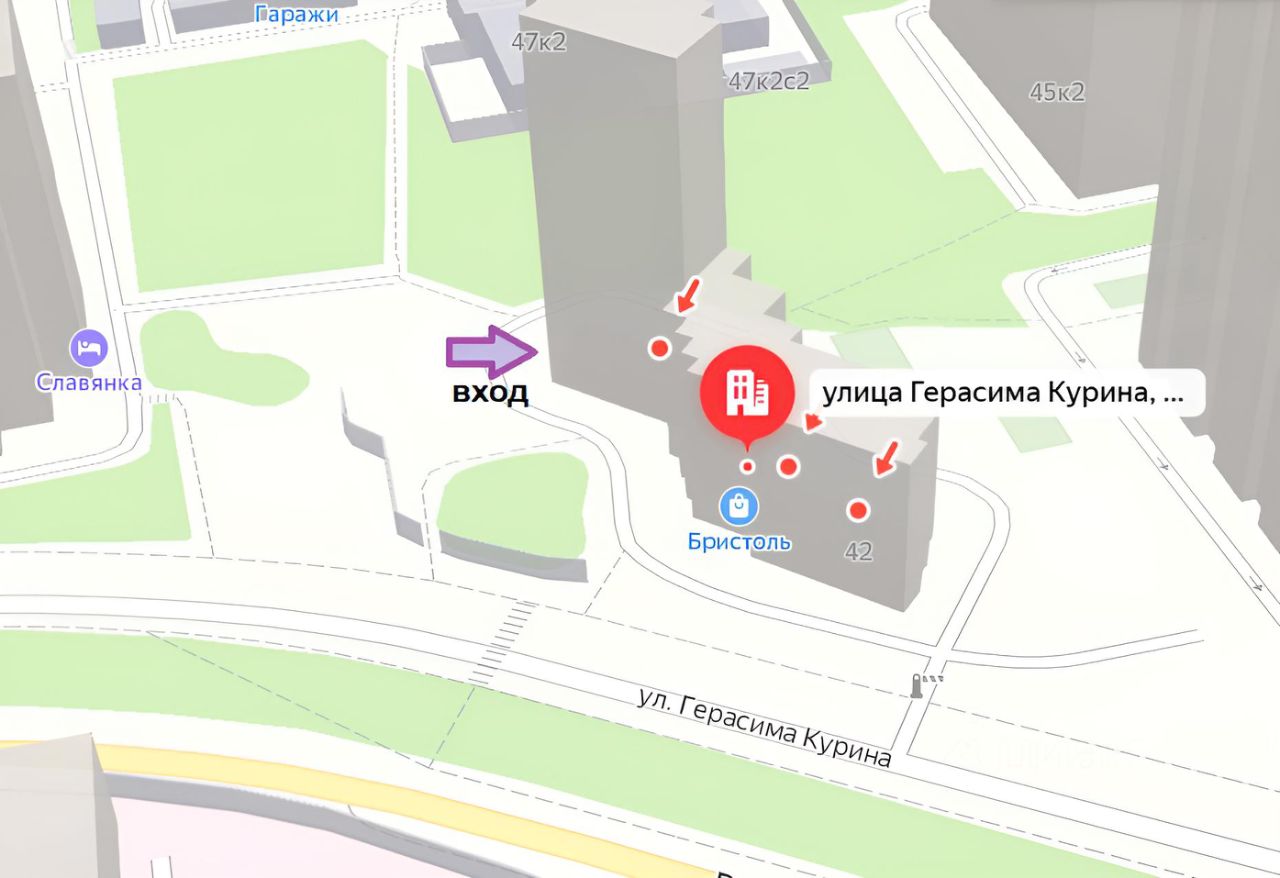 Гаражи
47к2
47к2с2
45к2
Славянка
вход
улица Герасима Курина, ...
Бристоль
42
ул. Герасима Курина